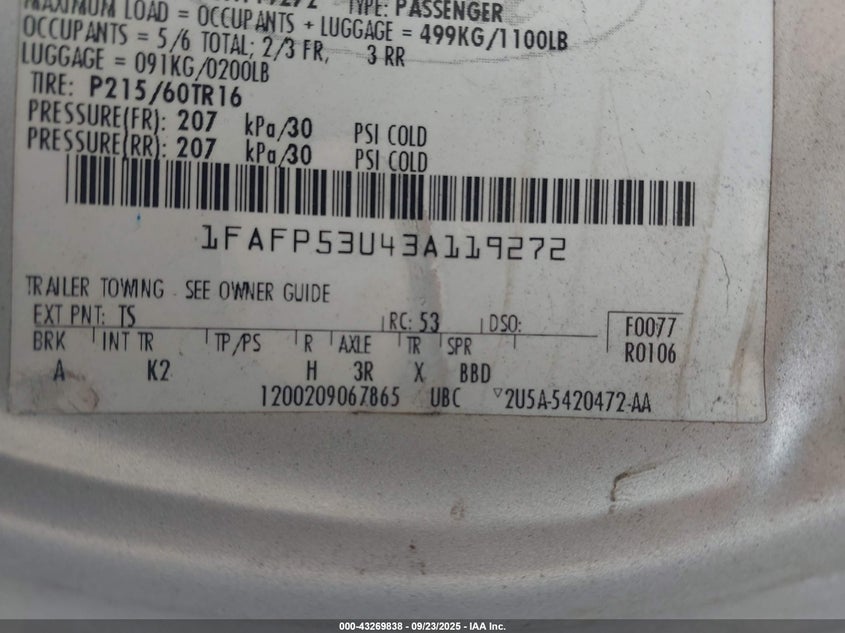 TYPE: PASSENGER
MAXIMUM LOAD = OCCUPANTS + LUGGAGE = 499KG/1100LB
OCCUPANTS = 5/6 TOTAL; 2/3 FR, 3 RR
LUGGAGE = 091KG/0200LB
TIRE: P215/60TR16
PRESSURE(FR): 207 kPa/30 PSI COLD
PRESSURE(RR): 207 kPa/30 PSI COLD
1FAFP53U43A119272
TRAILER TOWING - SEE OWNER GUIDE
EXT PNT: TS RC: 53 DSO: F0077
BRK INT TR TP/PS R AXLE TR SPR R0106
A K2 H 3R X BBD
1200209067865 UBC ▽2U5A-5420472-AA
000-43269838 - 09/23/2025 - IAA Inc.